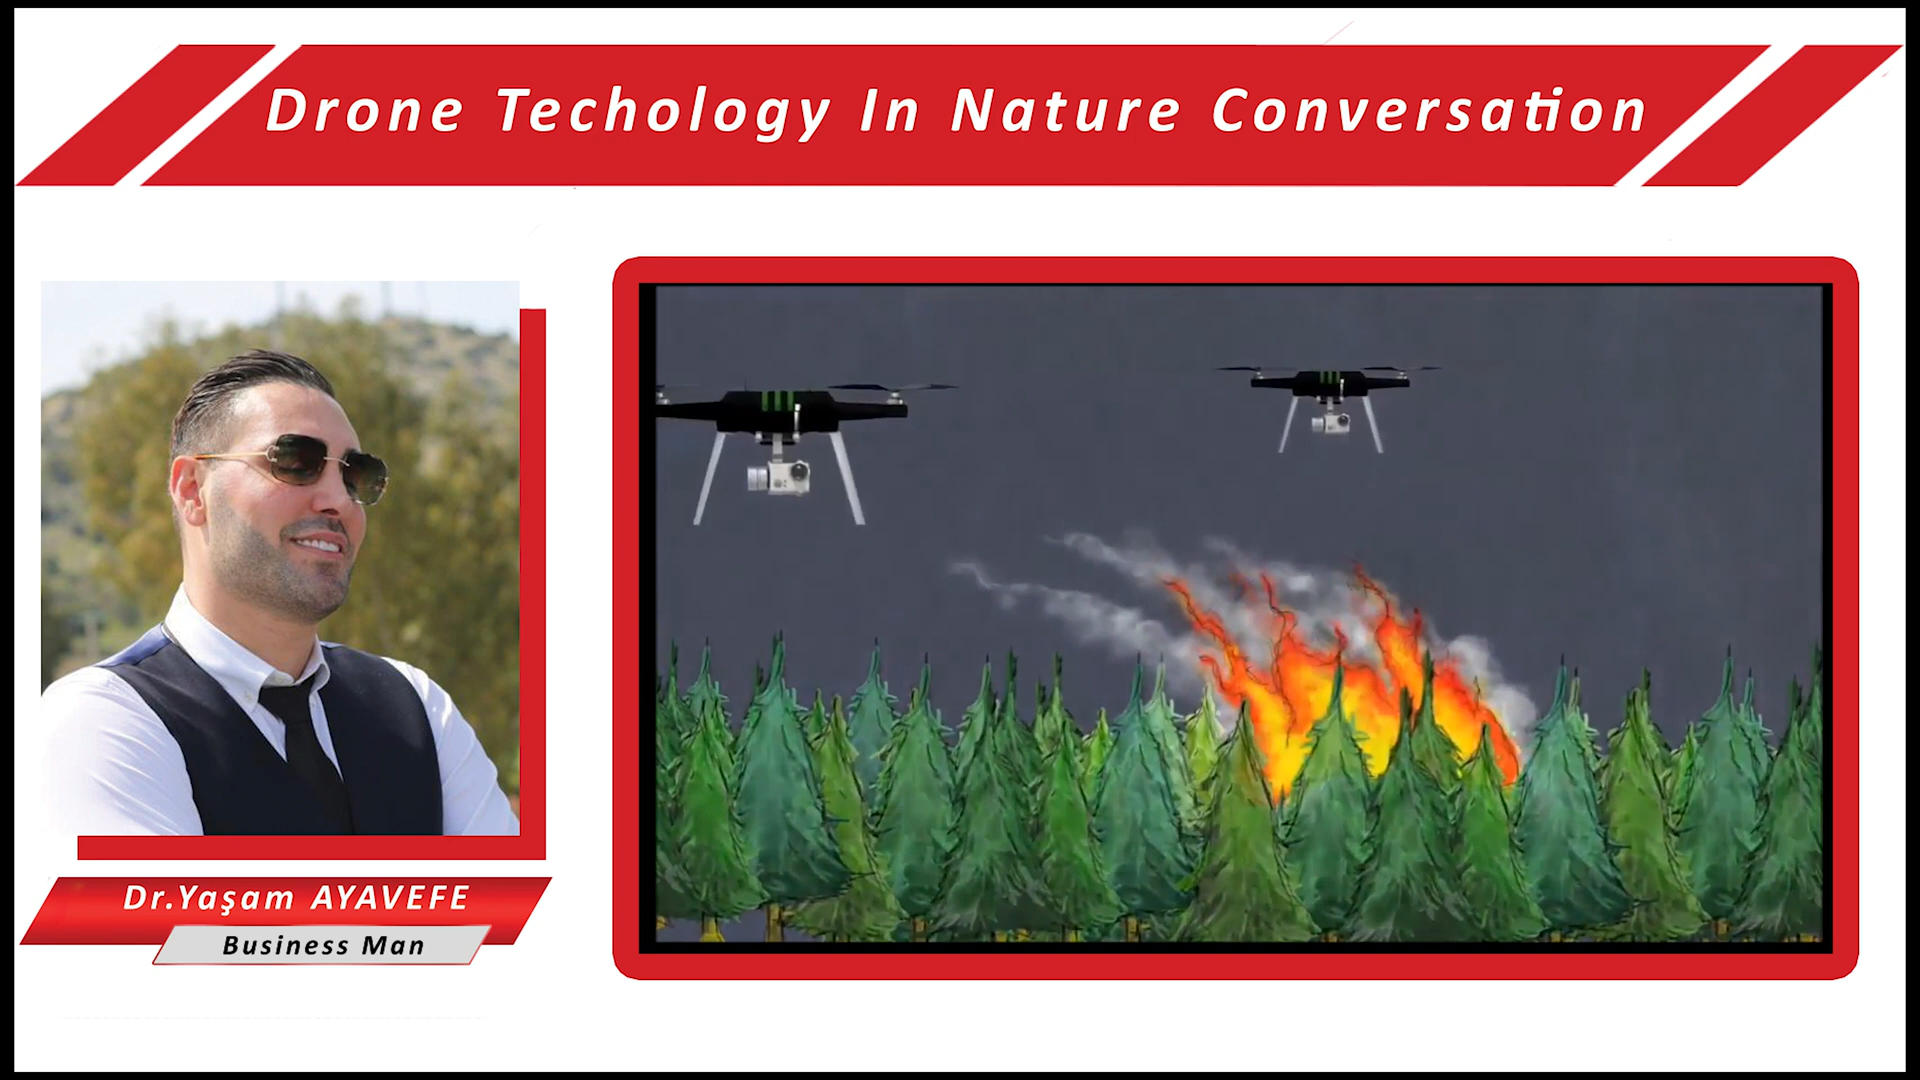 Drone Techology In Nature Conversation
Dr.Yaşam AYAVEFE
Business Man